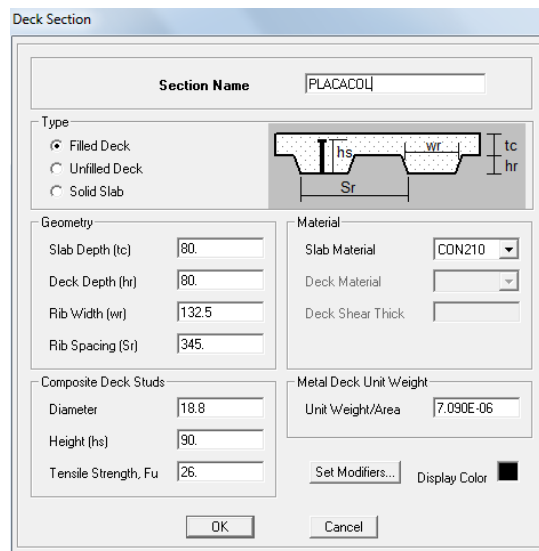 Deck Section
Section Name PLACACOL
Type
Filled Deck
Unfilled Deck
Solid Slab
hs wr tc
hr
Sr
Geometry
Slab Depth (tc) 80.
Deck Depth (hr) 80.
Rib Width (wr) 132.5
Rib Spacing (Sr) 345.
Material
Slab Material CON210
Deck Material
Deck Shear Thick
Composite Deck Studs
Diameter 18.8
Height (hs) 90.
Tensile Strength, Fu 26.
Metal Deck Unit Weight
Unit Weight/Area 7.090E-06
Set Modifiers... Display Color
OK Cancel